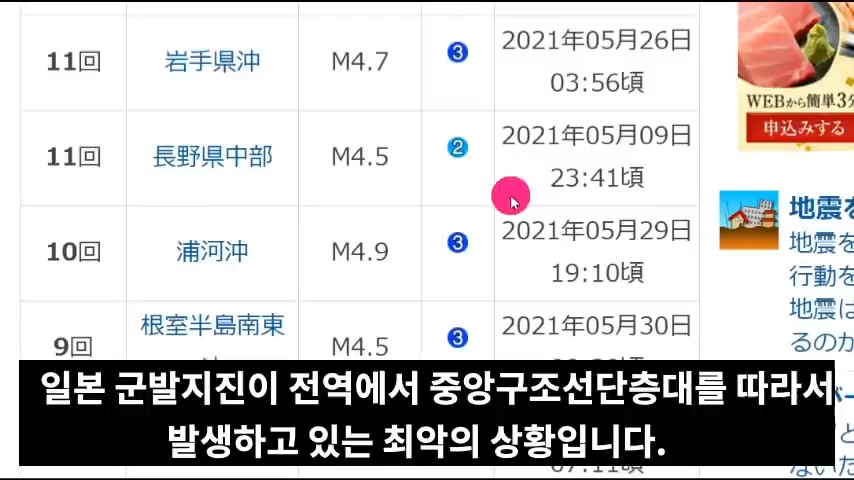 11回 岩手県沖 M4.7 3 2021年05月26日
03:56頃
11回 長野県中部 M4.5 2 2021年05月09日
23:41頃
10回 浦河沖 M4.9 3 2021年05月29日
19:10頃
9回 根室半島南東 M4.5 3 2021年05月30日
07:11頃
WEBから簡単3分
申込みする
地震を
地震を
行動を
地震は
るのか
일본 군발지진이 전역에서 중앙구조선단층대를 따라서
발생하고 있는 최악의 상황입니다.